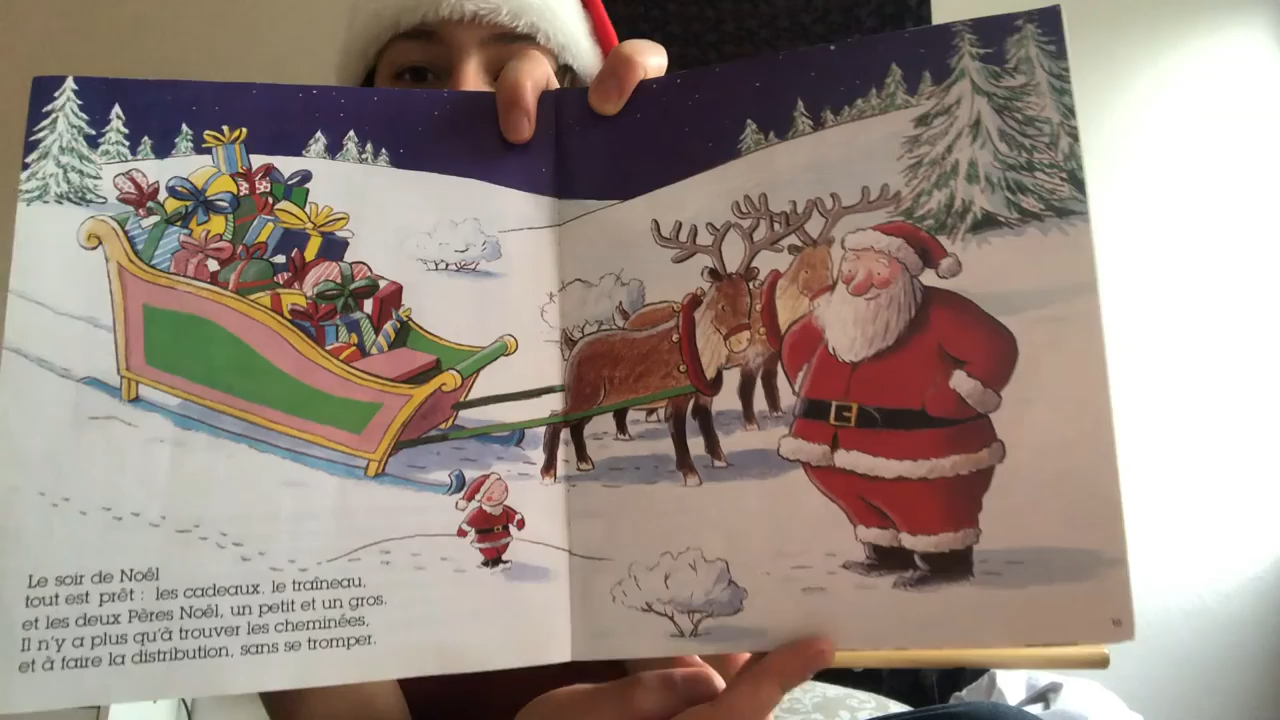 Le soir de Noël
tout est prêt : les cadeaux, le traîneau,
et les deux Pères Noël, un petit et un gros.
Il n'y a plus qu'à trouver les cheminées,
et à faire la distribution, sans se tromper.